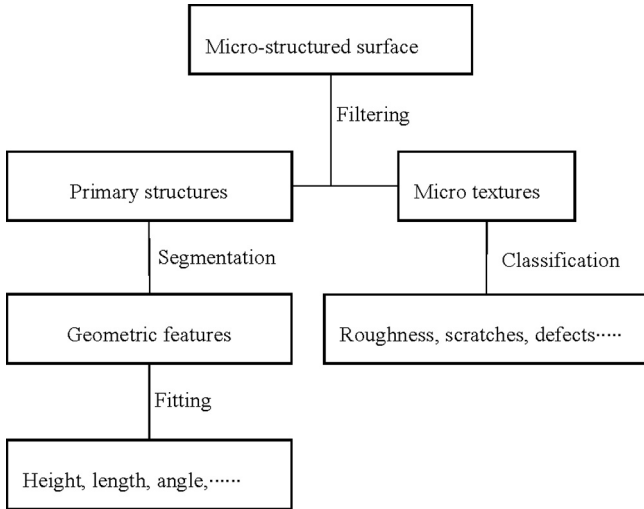 Micro-structured surface
Filtering
Primary structures
Micro textures
Segmentation
Classification
Geometric features
Roughness, scratches, defects·····
Fitting
Height, length, angle,······